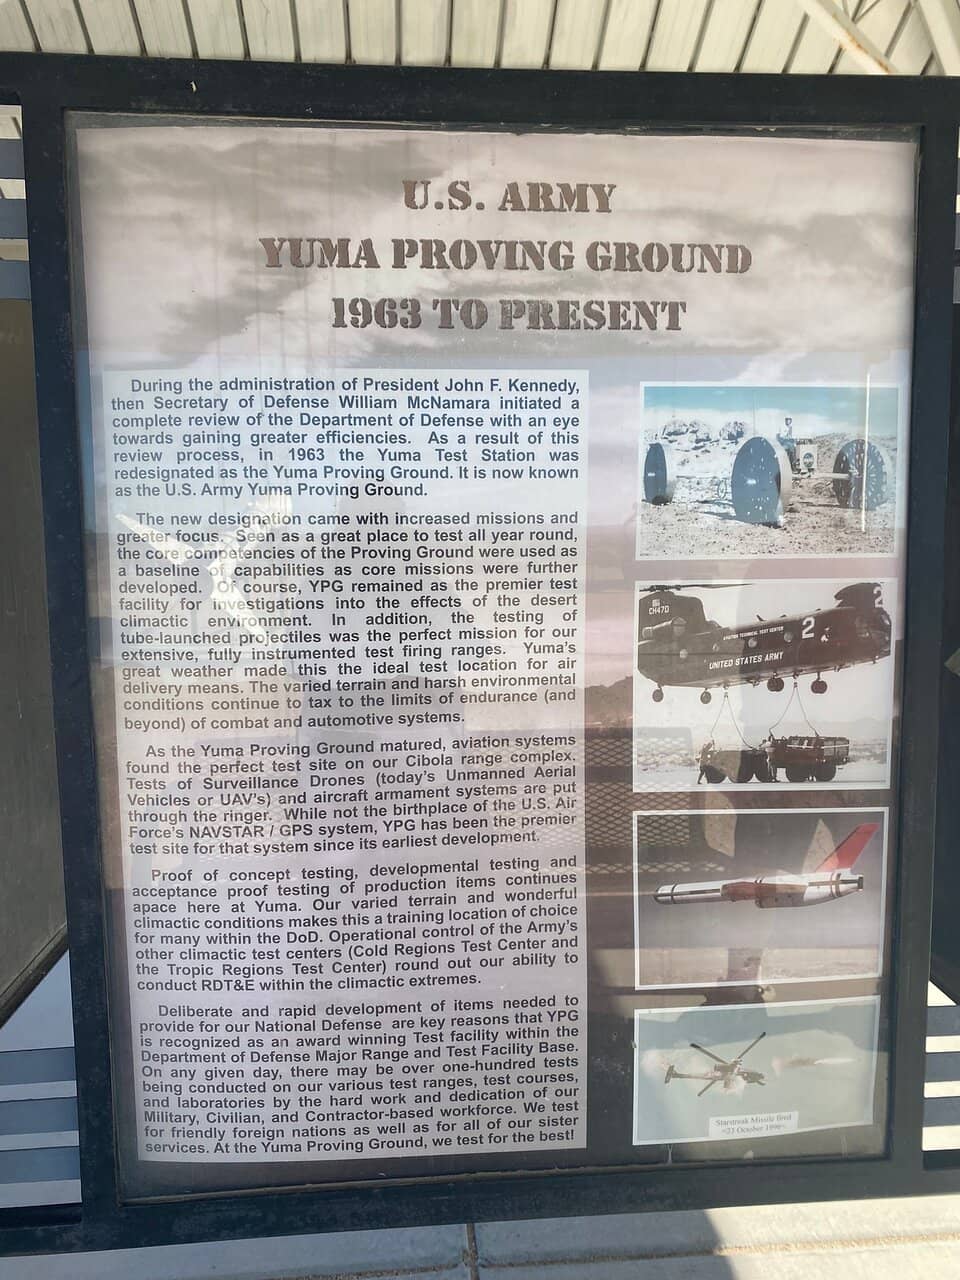 U.S. ARMY
YUMA PROVING GROUND
1963 TO PRESENT
During the administration of President John F. Kennedy,
then Secretary of Defense William McNamara initiated a
complete review of the Department of Defense with an eye
towards gaining greater efficiencies. As a result of this
review process, in 1963 the Yuma Test Station was
redesignated as the Yuma Proving Ground. It is now known
as the U.S. Army Yuma Proving Ground.
The new designation came with increased missions and
greater focus. Seen as a great place to test all year round,
the core competencies of the Proving Ground were used as
a baseline of capabilities as core missions were further
developed. Of course, YPG remained as the premier test
facility for investigations into the effects of the desert
climactic environment. In addition, the testing of
tube-launched projectiles was the perfect mission for our
extensive, fully instrumented test firing ranges. Yuma's
great weather made this the ideal test location for air
delivery means. The varied terrain and harsh environmental
conditions continue to tax to the limits of endurance (and
beyond) of combat and automotive systems.
As the Yuma Proving Ground matured, aviation systems
found the perfect test site on our Cibola range complex.
Tests of Surveillance Drones (today's Unmanned Aerial
Vehicles or UAV's) and aircraft armament systems are put
through the ringer. While not the birthplace of the U.S. Air
Force's NAVSTAR / GPS system, YPG has been the premier
test site for that system since its earliest development.
Proof of concept testing, developmental testing and
acceptance proof testing of production items continues
apace here at Yuma. Our varied terrain and wonderful
climactic conditions makes this a training location of choice
for many within the DoD. Operational control of the Army's
other climactic test centers (Cold Regions Test Center and
the Tropic Regions Test Center) round out our ability to
conduct RDT&E within the climactic extremes.
Deliberate and rapid development of items needed to
provide for our National Defense are key reasons that YPG
is recognized as an award winning Test facility within the
Department of Defense Major Range and Test Facility Base.
On any given day, there may be over one-hundred tests
being conducted on our various test ranges, test courses,
and laboratories by the hard work and dedication of our
Military, Civilian, and Contractor-based workforce. We test
for friendly foreign nations as well as for all of our sister
services. At the Yuma Proving Ground, we test for the best!
CH47D
2
AVIATION TECHNICAL TEST CENTER
2
UNITED STATES ARMY
Starstreak Missile fired
~23 October 1996~